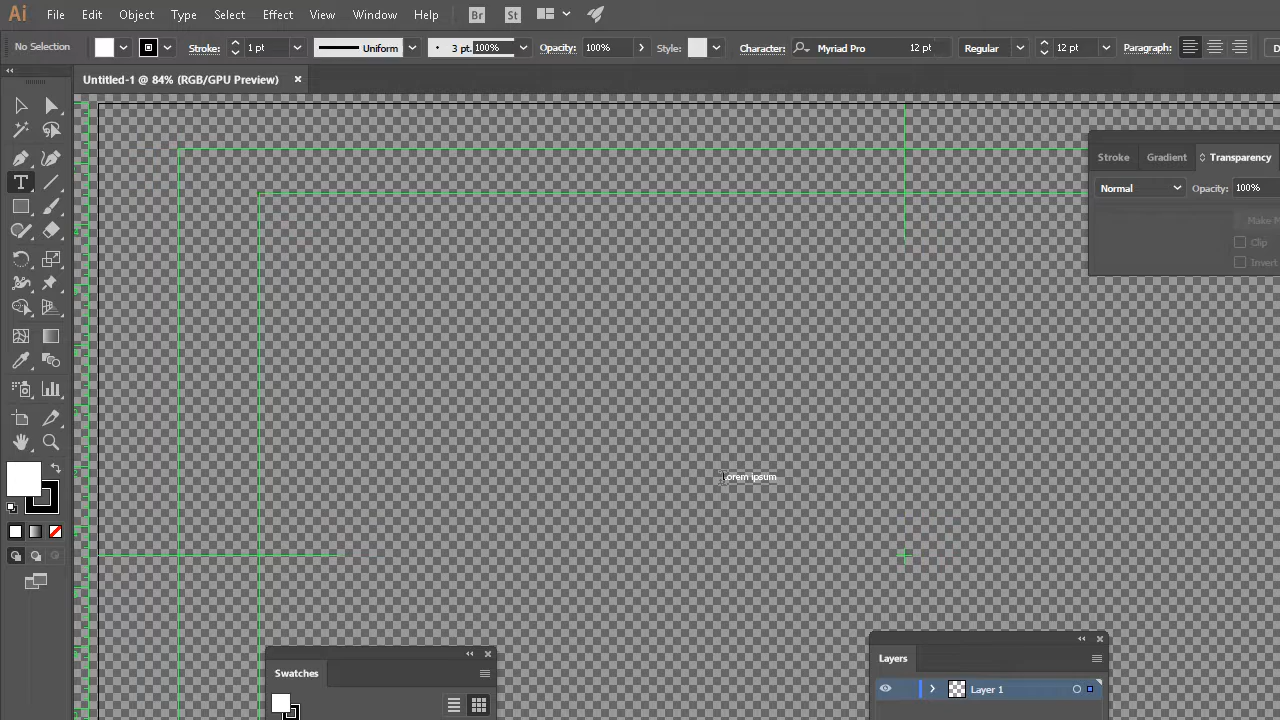 Ai File Edit Object Type Select Effect View Window Help Br St
No Selection Stroke: 1 pt Uniform 3 pt. 100% Opacity: 100% Style: Character: Myriad Pro 12 pt Regular 12 pt Paragraph:
Untitled-1 @ 84% (RGB/GPU Preview)
Stroke Gradient Transparency
Normal Opacity: 100%
Make
Clip
Invert
Lorem ipsum
Swatches
Layers
Layer 1